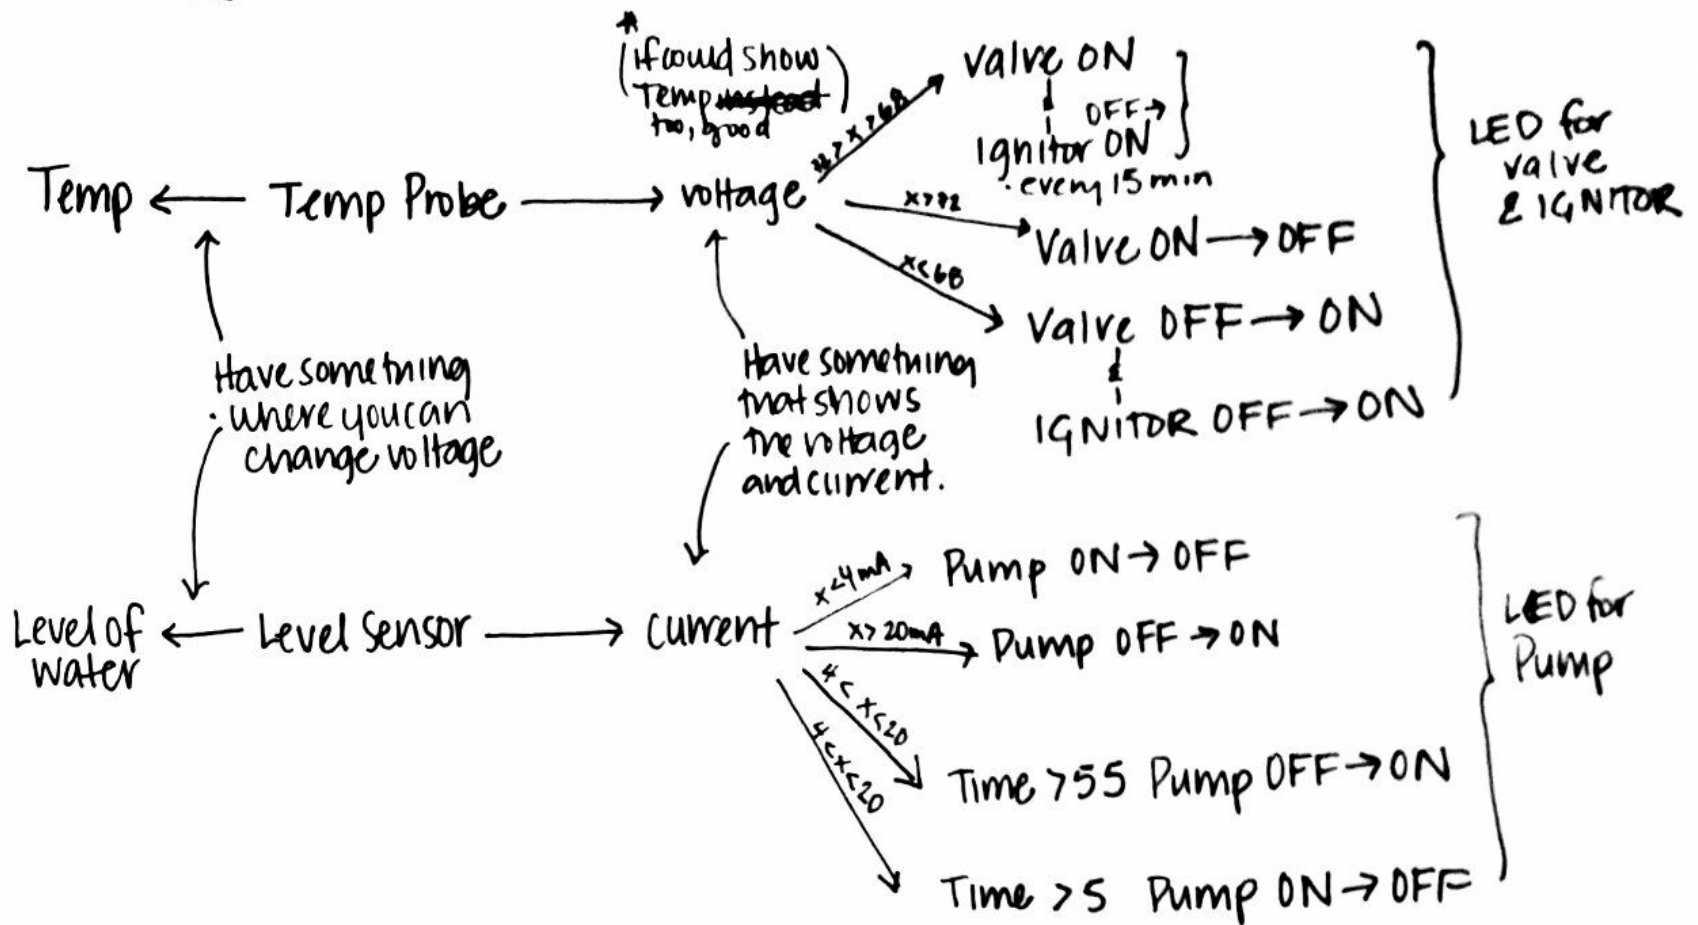 *
(if could show
Temp instead
too, good)
Valve ON
&
OFF →
Ignitor ON
· every 15 min
LED for
valve
& IGNITOR
Temp ← Temp Probe → voltage
72 > x > 68
x > 72
Valve ON → OFF
x < 68
Valve OFF → ON
&
IGNITOR OFF → ON
Have something
· where you can
change voltage
Have something
that shows
the voltage
and current.
Level of
water
← Level Sensor → current
x < 4mA
Pump ON → OFF
x > 20mA
Pump OFF → ON
4 < x < 20
Time > 55 Pump OFF → ON
4 < x < 20
Time > 5 Pump ON → OFF
LED for
Pump